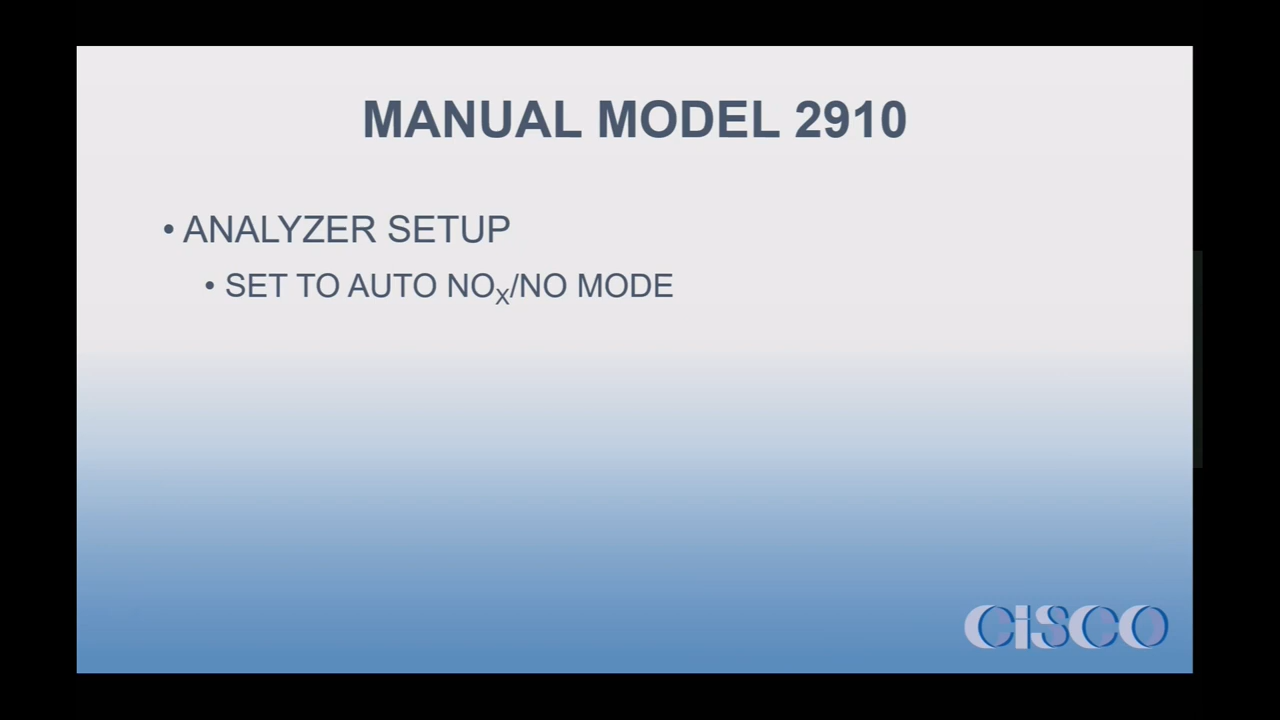 MANUAL MODEL 2910
• ANALYZER SETUP
• SET TO AUTO NOX/NO MODE
CiSCO